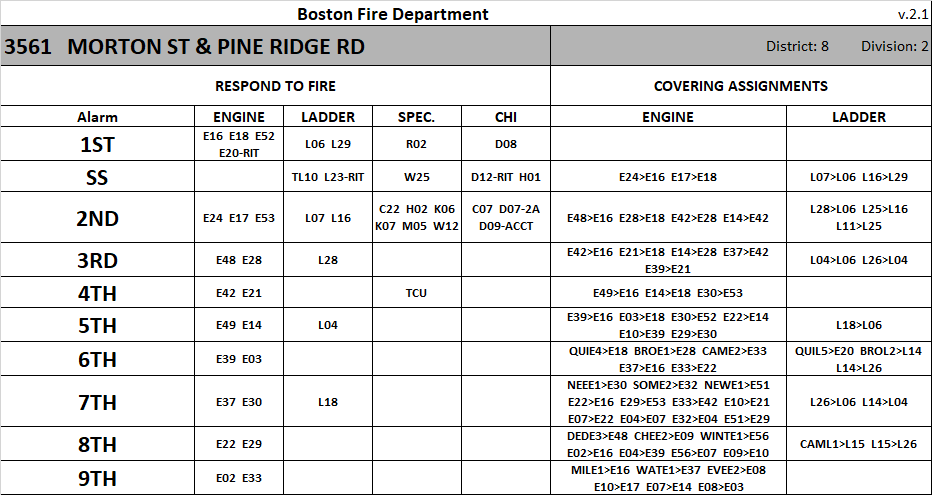 Boston Fire Department v.2.1
3561 MORTON ST & PINE RIDGE RD District: 8 Division: 2
RESPOND TO FIRE COVERING ASSIGNMENTS
Alarm ENGINE LADDER SPEC. CHI ENGINE LADDER
1ST E16 E18 E52 L06 L29 R02 D08
E20-RIT
SS TL10 L23-RIT W25 D12-RIT H01 E24>E16 E17>E18 L07>L06 L16>L29
2ND E24 E17 E53 L07 L16 C22 H02 K06 C07 D07-2A E48>E16 E28>E18 E42>E28 E14>E42 L28>L06 L25>L16
K07 M05 W12 D09-ACCT L11>L25
3RD E48 E28 L28 E42>E16 E21>E18 E14>E28 E37>E42 L04>L06 L26>L04
E39>E21
4TH E42 E21 TCU E49>E16 E14>E18 E30>E53
5TH E49 E14 L04 E39>E16 E03>E18 E30>E52 E22>E14 L18>L06
E10>E39 E29>E30
6TH E39 E03 QUIE4>E18 BROE1>E28 CAME2>E33 QUIL5>E20 BROL2>L14
E37>E16 E33>E22 L14>L26
7TH E37 E30 L18 NEEE1>E30 SOME2>E32 NEWE1>E51 L26>L06 L14>L04
E22>E16 E29>E53 E33>E42 E10>E21
E07>E22 E04>E07 E32>E04 E51>E29
8TH E22 E29 DEDE3>E48 CHEE2>E09 WINTE1>E56 CAML1>L15 L15>L26
E02>E16 E04>E39 E56>E07 E09>E10
9TH E02 E33 MILE1>E16 WATE1>E37 EVEE2>E08
E10>E17 E07>E14 E08>E03